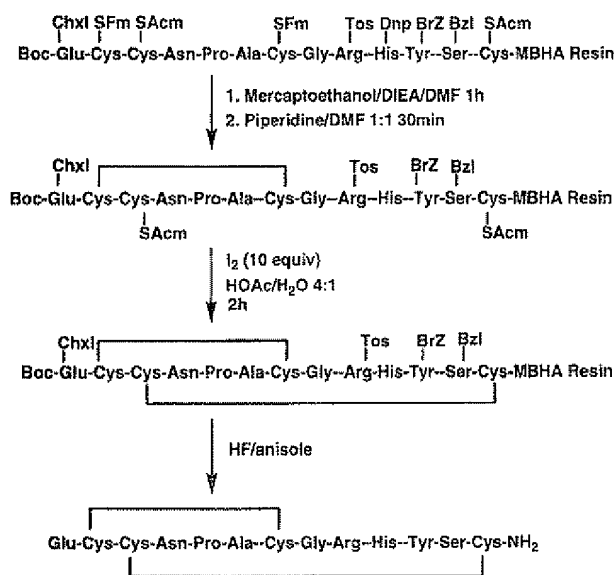 Chxl SFm SAcm SFm Tos Dnp BrZ Bzl SAcm
Boc-Glu-Cys-Cys-Asn-Pro-Ala-Cys-Gly-Arg-His-Tyr-Ser-Cys-MBHA Resin
1. Mercaptoethanol/DIEA/DMF 1h
2. Piperidine/DMF 1:1 30min
Chxl Tos BrZ Bzl
Boc-Glu-Cys-Cys-Asn-Pro-Ala-Cys-Gly-Arg-His-Tyr-Ser-Cys-MBHA Resin
SAcm SAcm
I₂ (10 equiv)
HOAc/H₂O 4:1
2h
Chxl Tos BrZ Bzl
Boc-Glu-Cys-Cys-Asn-Pro-Ala-Cys-Gly-Arg-His-Tyr-Ser-Cys-MBHA Resin
HF/anisole
Glu-Cys-Cys-Asn-Pro-Ala-Cys-Gly-Arg-His-Tyr-Ser-Cys-NH₂